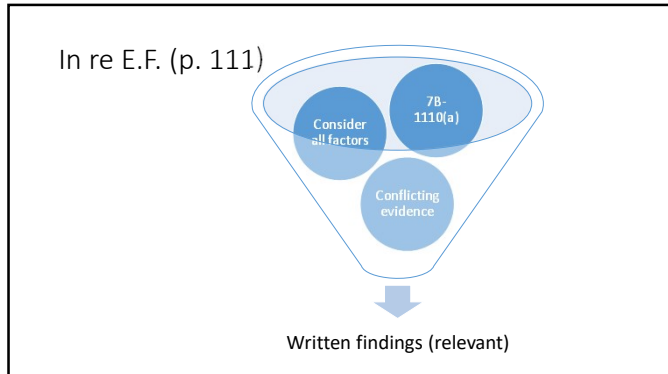 In re E.F. (p. 111)
7B-
1110(a)
Consider
all factors
Conflicting
evidence
Written findings (relevant)